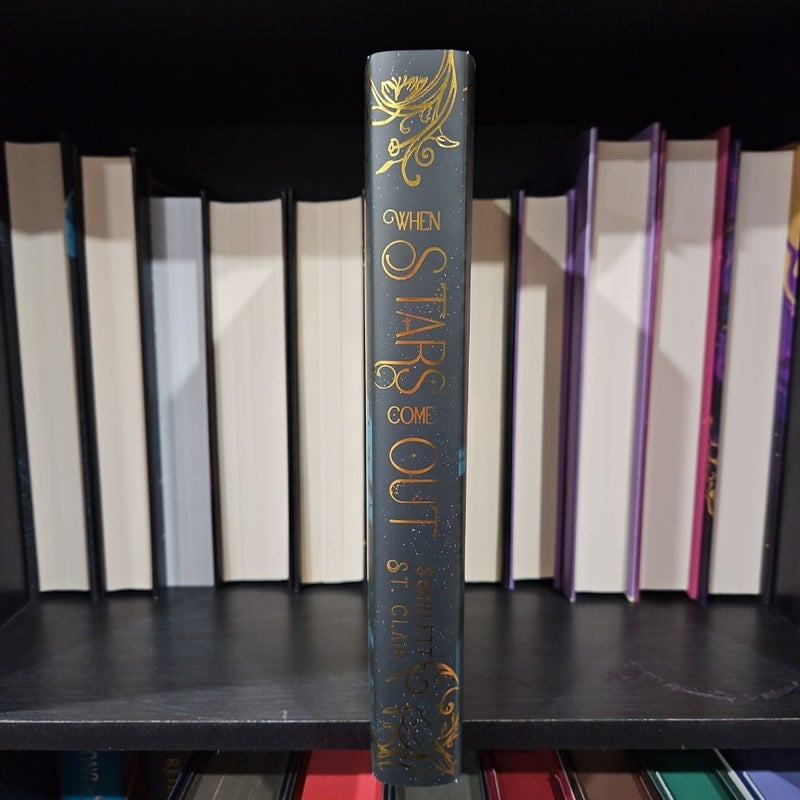 WHEN
STARS
COME
OUT
SCARLETT
ST. CLAIR